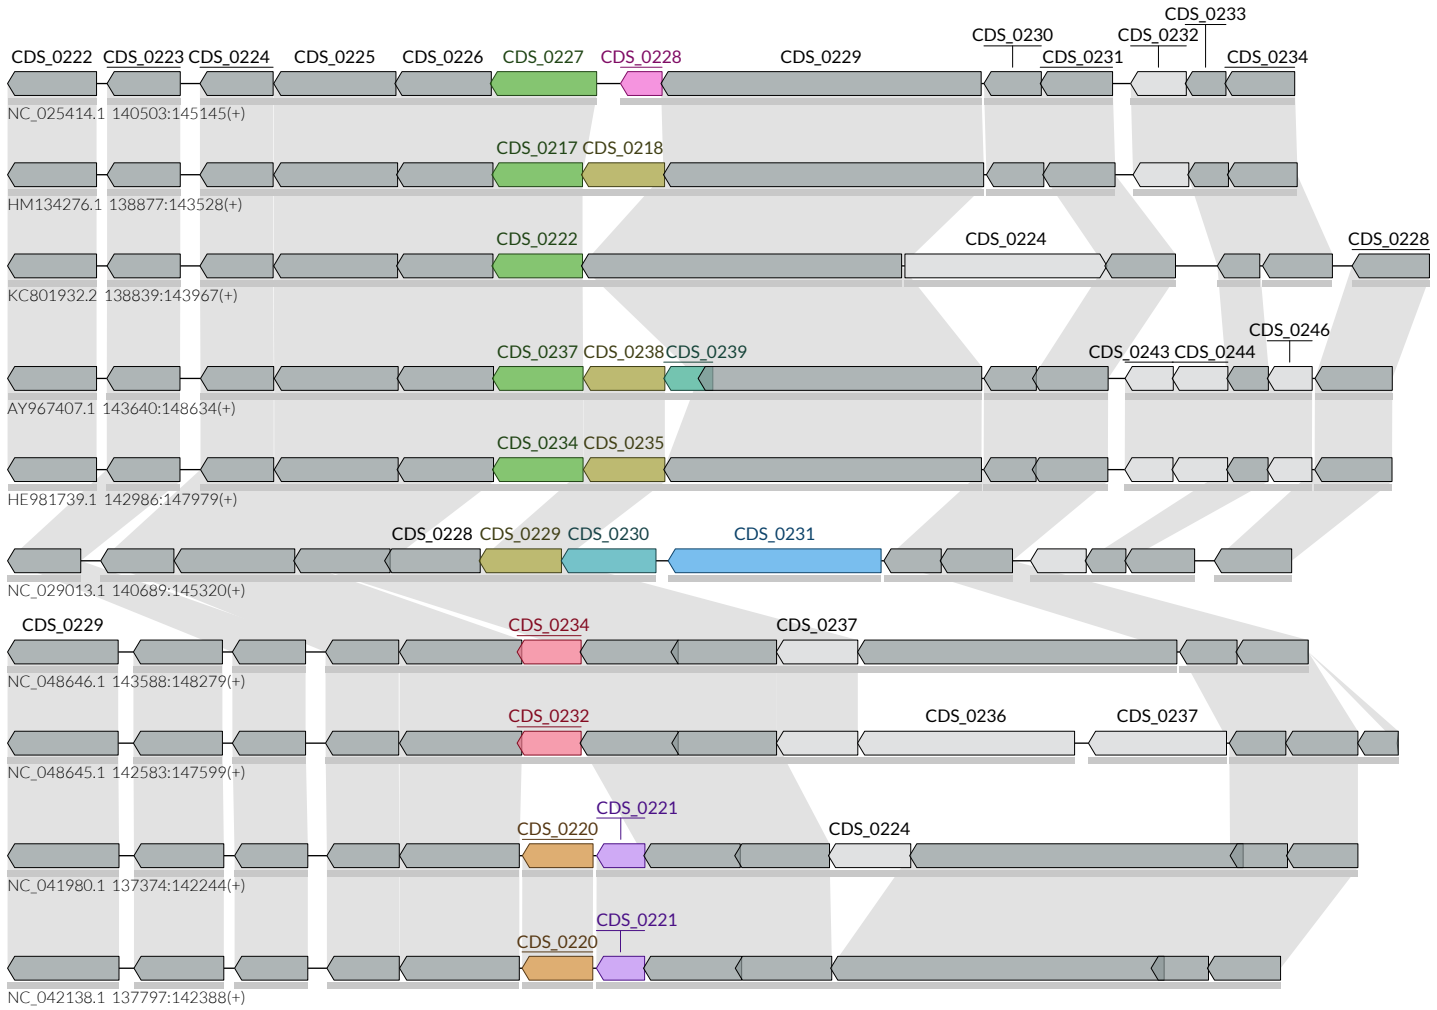 CDS_0233
CDS_0230 CDS_0232
CDS_0222 CDS_0223 CDS_0224 CDS_0225 CDS_0226 CDS_0227 CDS_0228 CDS_0229 CDS_0231 CDS_0234
NC_025414.1 140503:145145(+)
CDS_0217 CDS_0218
HM134276.1 138877:143528(+)
CDS_0222 CDS_0224 CDS_0228
KC801932.2 138839:143967(+)
CDS_0246
CDS_0237 CDS_0238 CDS_0239 CDS_0243 CDS_0244
AY967407.1 143640:148634(+)
CDS_0234 CDS_0235
HE981739.1 142986:147979(+)
CDS_0228 CDS_0229 CDS_0230 CDS_0231
NC_029013.1 140689:145320(+)
CDS_0229 CDS_0234 CDS_0237
NC_048646.1 143588:148279(+)
CDS_0232 CDS_0236 CDS_0237
NC_048645.1 142583:147599(+)
CDS_0221
CDS_0220 CDS_0224
NC_041980.1 137374:142244(+)
CDS_0221
CDS_0220
NC_042138.1 137797:142388(+)